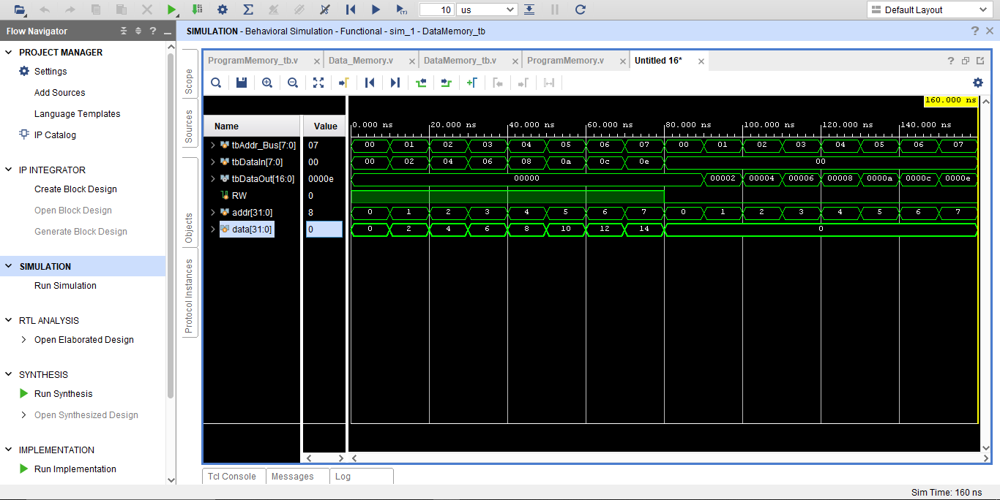 10 us Default Layout
Flow Navigator ? _
SIMULATION - Behavioral Simulation - Functional - sim_1 - DataMemory_tb ? ×
PROJECT MANAGER
Settings
Add Sources
Language Templates
IP Catalog
IP INTEGRATOR
Create Block Design
Open Block Design
Generate Block Design
SIMULATION
Run Simulation
RTL ANALYSIS
Open Elaborated Design
SYNTHESIS
Run Synthesis
Open Synthesized Design
IMPLEMENTATION
Run Implementation
Scope
Sources
Objects
Protocol Instances
ProgramMemory_tb.v × Data_Memory.v × DataMemory_tb.v × ProgramMemory.v × Untitled 16* × ?
160.000 ns
Name Value 0.000 ns 20.000 ns 40.000 ns 60.000 ns 80.000 ns 100.000 ns 120.000 ns 140.000 ns
tbAddr_Bus[7:0] 07 00 01 02 03 04 05 06 07 00 01 02 03 04 05 06 07
tbDataIn[7:0] 00 00 02 04 06 08 0a 0c 0e 00
tbDataOut[16:0] 0000e 00000 00002 00004 00006 00008 0000a 0000c 0000e
RW 0
addr[31:0] 8 0 1 2 3 4 5 6 7 0 1 2 3 4 5 6 7
data[31:0] 0 0 2 4 6 8 10 12 14 0
Tcl Console Messages Log
Sim Time: 160 ns